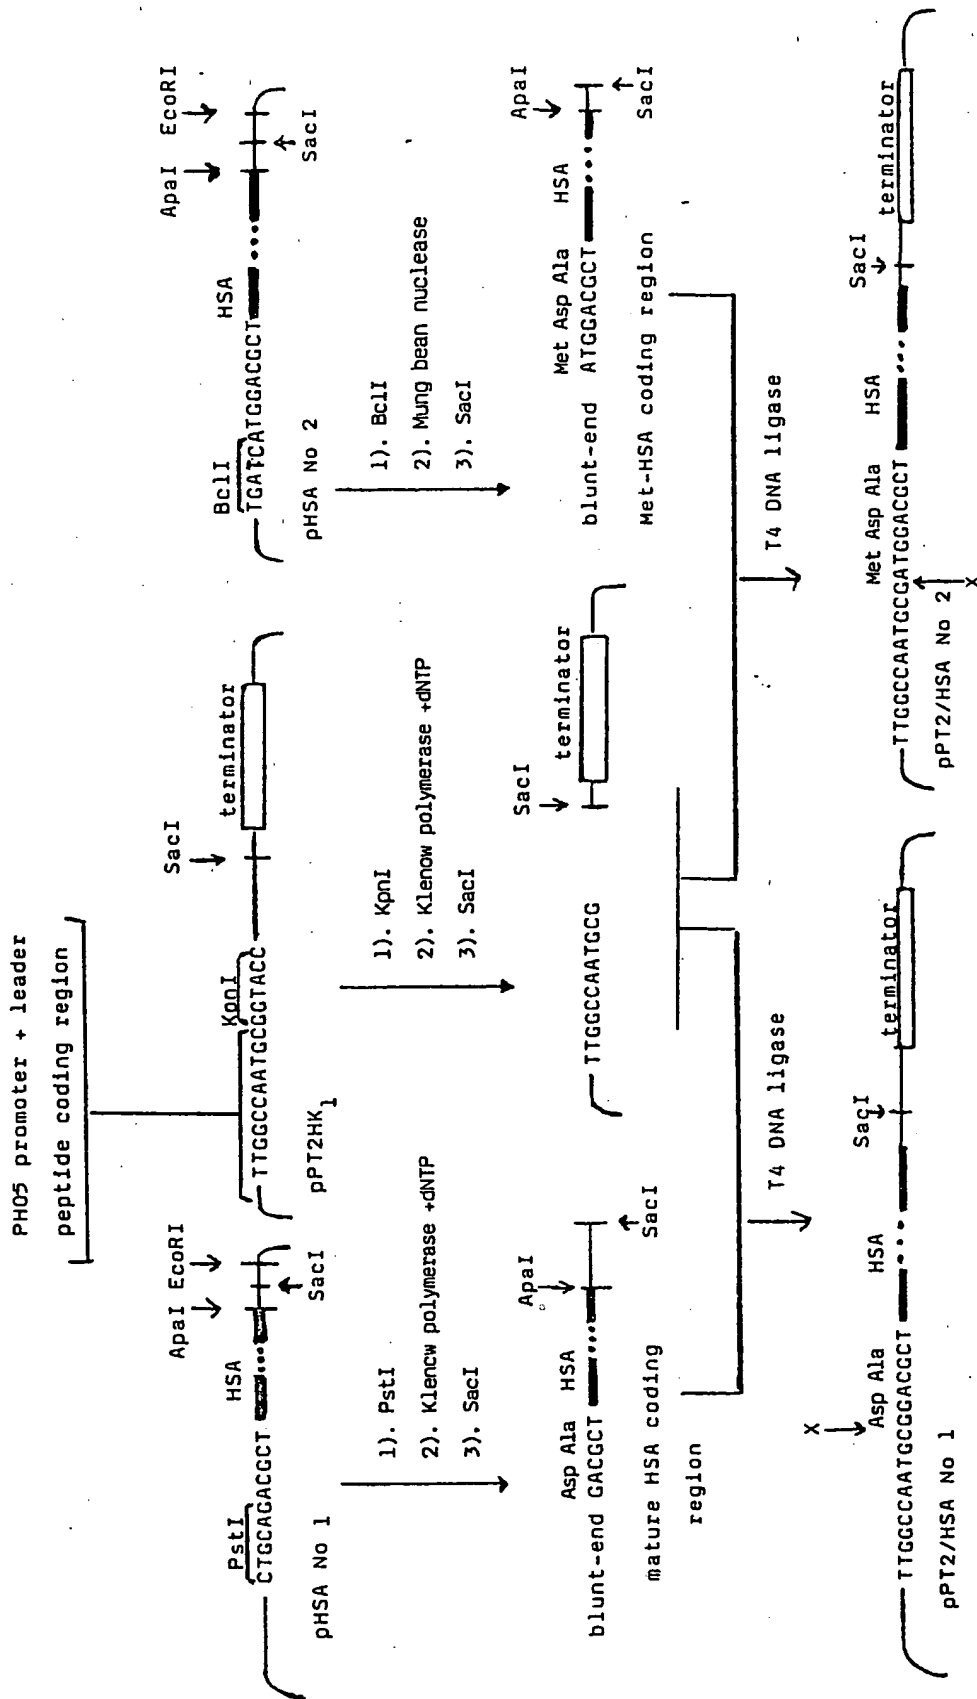 PHO5 promoter + leader
peptide coding region
PstI
CTGCAGACGCT
HSA
ApaI
EcoRI
SacI
pHSA No 1
KpnI
TTGGCCAATGCGGTACC
SacI
terminator
pPT2HK1
BclI
TGATCATGGACGCT
HSA
ApaI
EcoRI
SacI
pHSA No 2
1). PstI
2). Klencw polymerase +dNTP
3). SacI
1). KpnI
2). Klenow polymerase +dNTP
3). SacI
1). BclI
2). Mung bean nuclease
3). SacI
Asp Ala HSA
ApaI
blunt-end GACGCT
SacI
mature HSA coding
region
TTGGCCAATGCG
SacI
terminator
Met Asp Ala HSA
ApaI
blunt-end ATGGACGCT
SacI
Met-HSA coding region
T4 DNA ligase
T4 DNA ligase
X
Asp Ala
HSA
SacI
terminator
TTGGCCAATGCGGACGCT
pPT2/HSA No 1
Met Asp Ala
HSA
SacI
terminator
TTGGCCAATGCGATGGACGCT
pPT2/HSA No 2
X